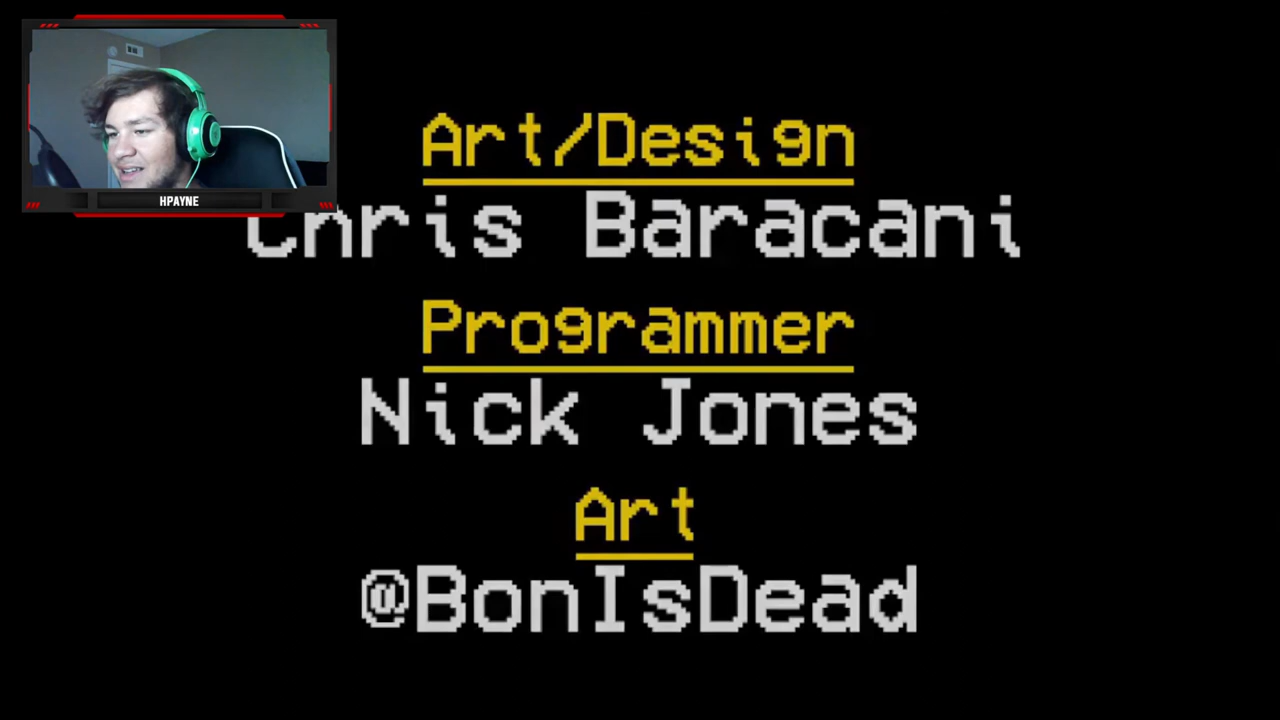 HPAYNE
Art/Design
Chris Baracani
Programmer
Nick Jones
Art
@BonIsDead